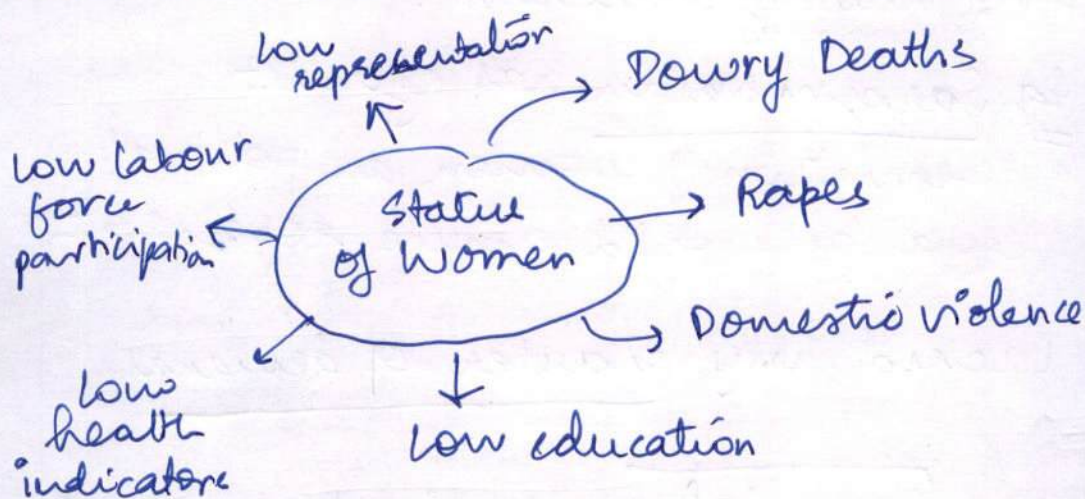 Low
representation
Dowry Deaths
Low labour
force
participation
Status
of Women
Rapes
Domestic violence
Low
health
indicators
Low education